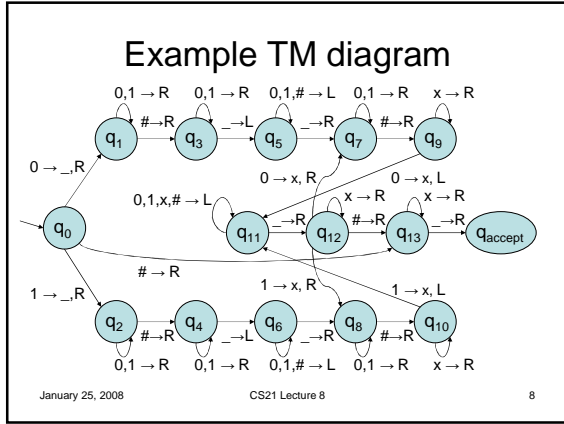 Example TM diagram
0,1 → R 0,1 → R 0,1,# → L 0,1 → R x → R
q1 #→R q3 _→L q5 _→R q7 #→R q9
0 → _,R 0 → x, R 0 → x, L
0,1,x,# → L x → R x → R
q0 q11 _→R q12 #→R q13 _→R qaccept
# → R
1 → _,R 1 → x, R 1 → x, L
q2 #→R q4 _→L q6 _→R q8 #→R q10
0,1 → R 0,1 → R 0,1,# → L 0,1 → R x → R
January 25, 2008 CS21 Lecture 8 8